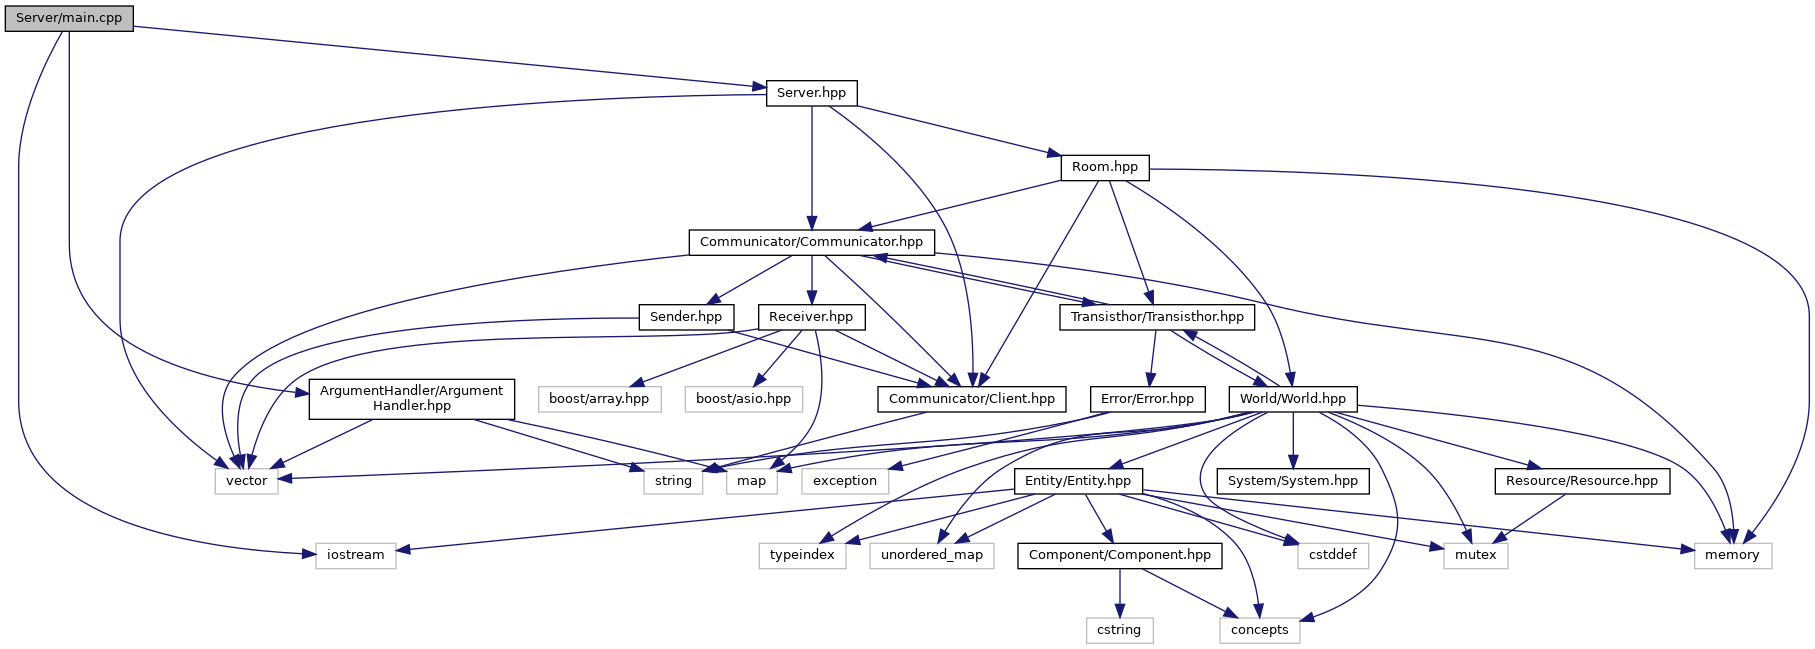 Server/main.cpp
Server.hpp
Room.hpp
Communicator/Communicator.hpp
Sender.hpp
Receiver.hpp
Transisthor/Transisthor.hpp
ArgumentHandler/Argument
Handler.hpp
boost/array.hpp
boost/asio.hpp
Communicator/Client.hpp
Error/Error.hpp
World/World.hpp
vector
string
map
exception
Entity/Entity.hpp
System/System.hpp
Resource/Resource.hpp
iostream
typeindex
unordered_map
Component/Component.hpp
cstddef
mutex
memory
cstring
concepts